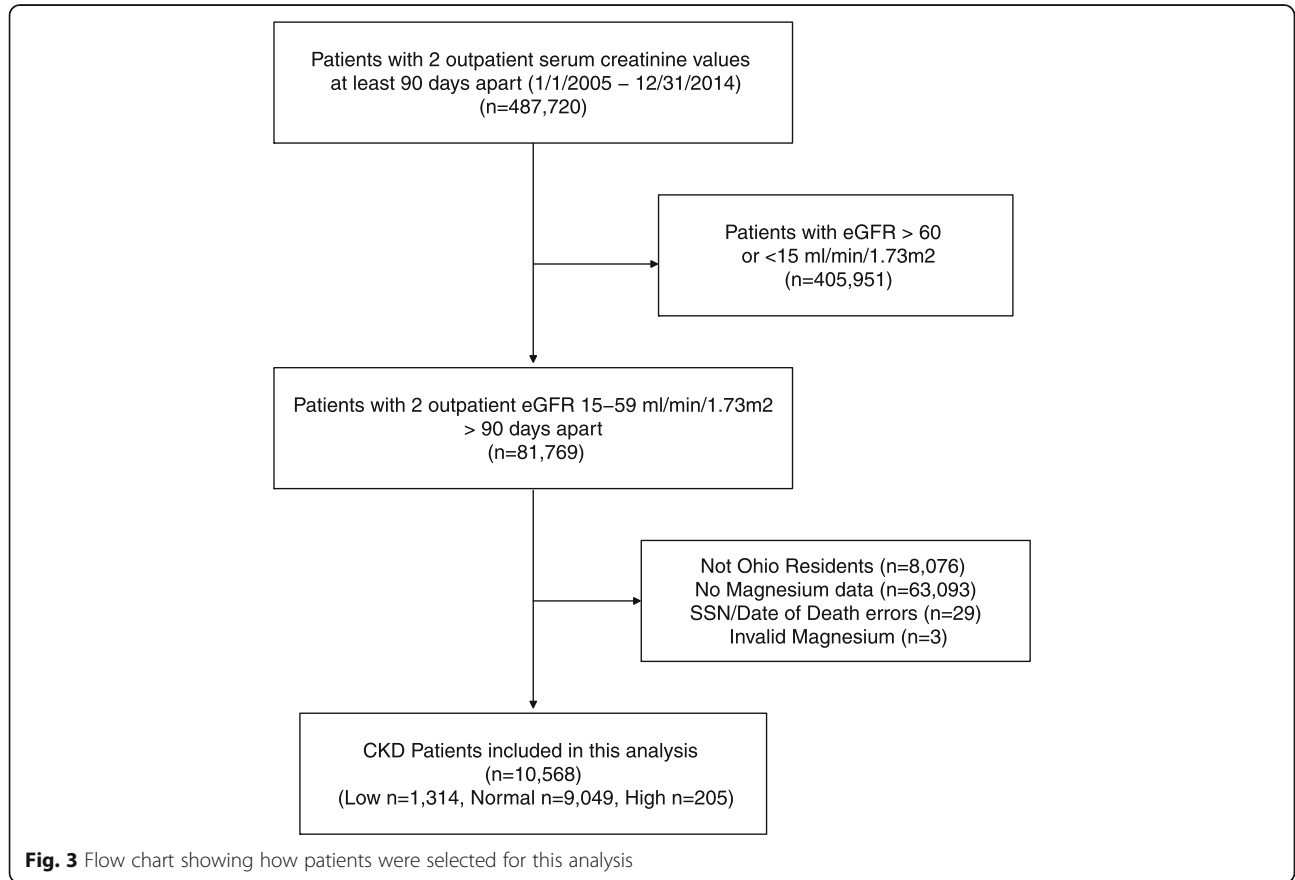 Patients with 2 outpatient serum creatinine values
at least 90 days apart (1/1/2005 – 12/31/2014)
(n=487,720)
Patients with eGFR > 60
or <15 ml/min/1.73m2
(n=405,951)
Patients with 2 outpatient eGFR 15–59 ml/min/1.73m2
> 90 days apart
(n=81,769)
Not Ohio Residents (n=8,076)
No Magnesium data (n=63,093)
SSN/Date of Death errors (n=29)
Invalid Magnesium (n=3)
CKD Patients included in this analysis
(n=10,568)
(Low n=1,314, Normal n=9,049, High n=205)
Fig. 3 Flow chart showing how patients were selected for this analysis